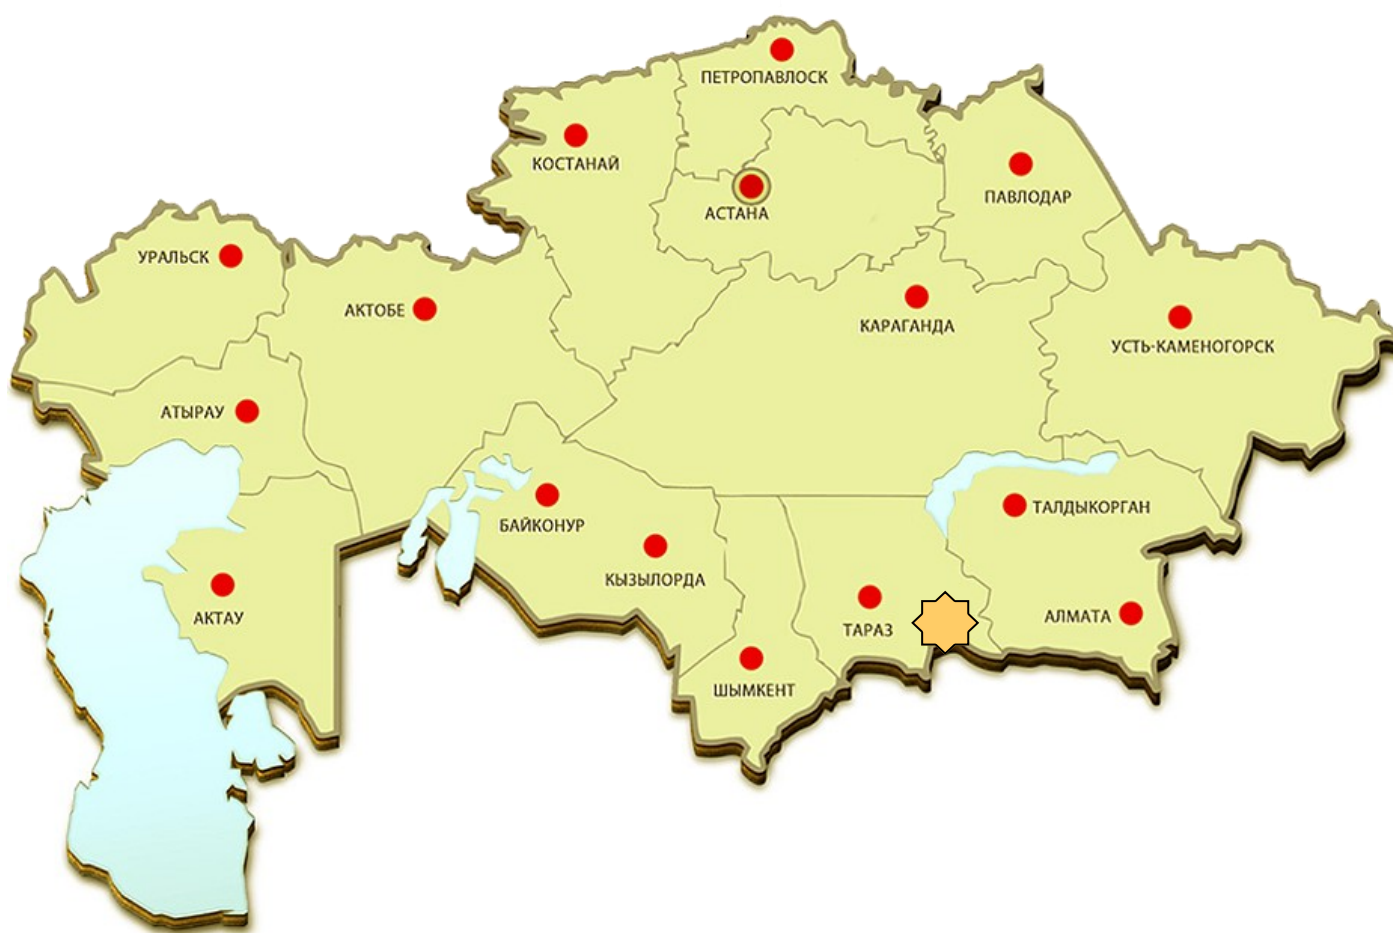 ПЕТРОПАВЛОСК
КОСТАНАЙ
ПАВЛОДАР
АСТАНА
УРАЛЬСК
АКТОБЕ
КАРАГАНДА
УСТЬ-КАМЕНОГОРСК
АТЫРАУ
БАЙКОНУР
ТАЛДЫКОРГАН
КЫЗЫЛОРДА
АКТАУ
ТАРАЗ
АЛМАТА
ШЫМКЕНТ